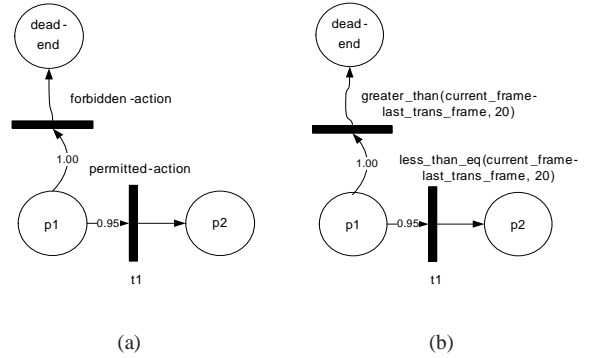 dead-
end
forbidden-action
1.00
permitted-action
p1
0.95
p2
t1
(a)
dead-
end
greater_than(current_frame-
last_trans_frame, 20)
1.00
less_than_eq(current_frame-
last_trans_frame, 20)
p1
0.95
p2
t1
(b)